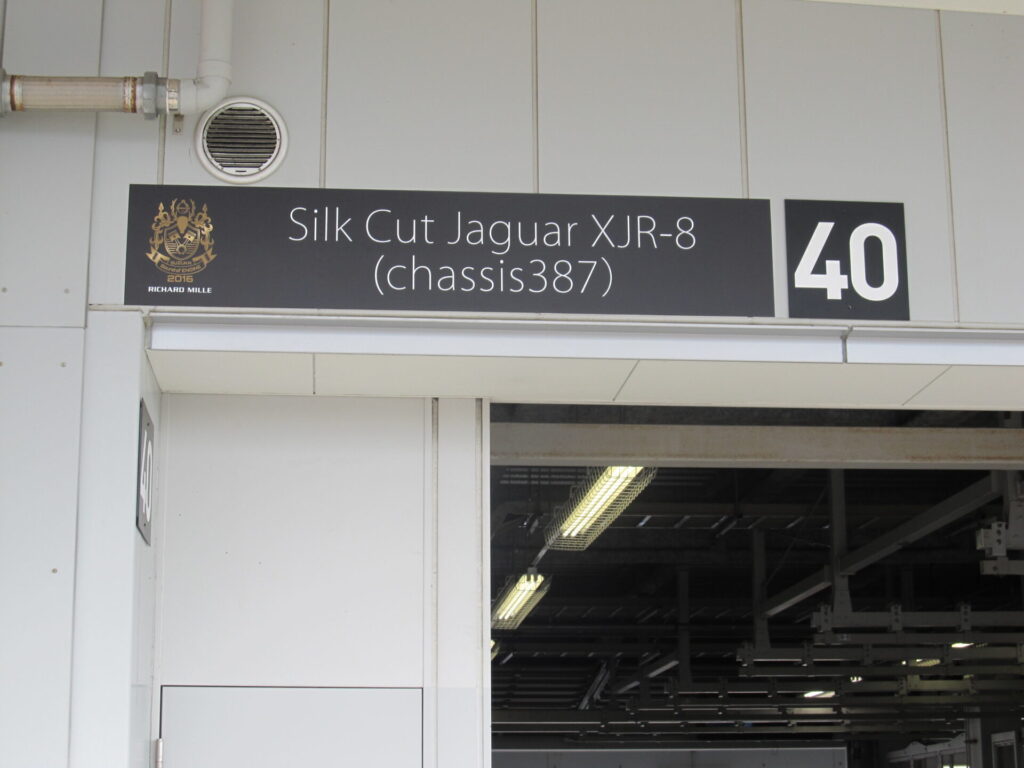 Silk Cut Jaguar XJR-8
(chassis387)
2016
RICHARD MILLE
40
40